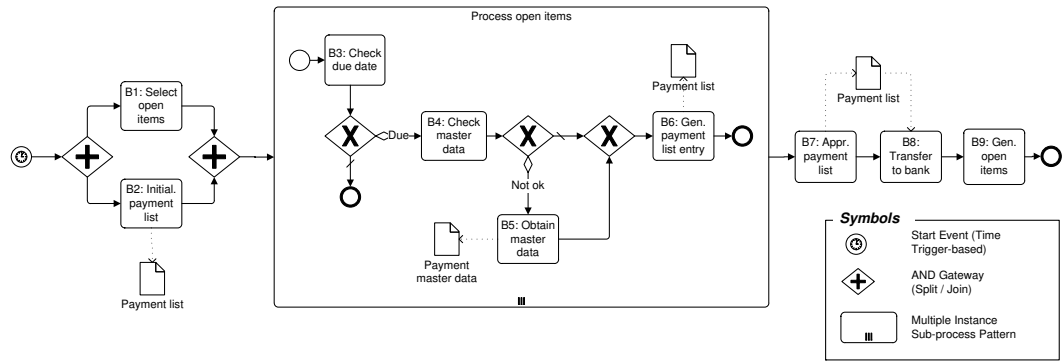 Process open items
B3: Check
due date
B1: Select
open
items
B2: Initial.
payment
list
Payment list
Due
B4: Check
master
data
Not ok
B5: Obtain
master
data
Payment
master data
Payment list
B6: Gen.
payment
list entry
Payment list
B7: Appr.
payment
list
B8:
Transfer
to bank
B9: Gen.
open
items
Symbols
Start Event (Time
Trigger-based)
AND Gateway
(Split / Join)
Multiple Instance
Sub-process Pattern